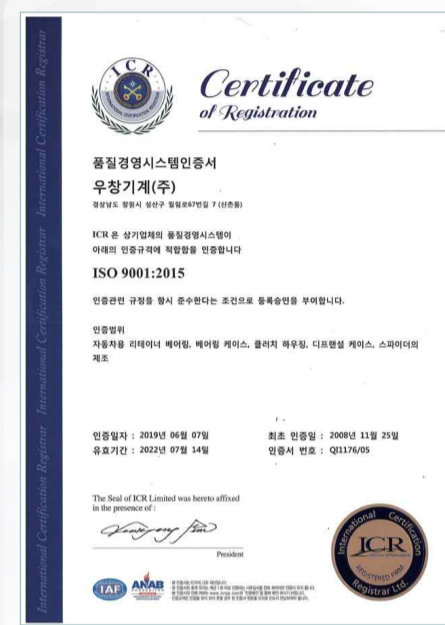 International Certification Registrar International Certification Registrar International Certification Registrar
ICR
INTERNATIONAL CERTIFICATION REGISTRAR
Certificate
of Registration
품질경영시스템인증서
우창기계(주)
경상남도 창원시 성산구 월림로67번길 7 (신촌동)
ICR 은 상기업체의 품질경영시스템이
아래의 인증규격에 적합함을 인증합니다
ISO 9001:2015
인증관련 규정을 항시 준수한다는 조건으로 등록승인을 부여합니다.
인증범위
자동차용 리테이너 베어링, 베어링 케이스, 클러치 하우징, 디프랜셜 케이스, 스파이더의
제조
인증일자 : 2019년 06월 07일
최초 인증일 : 2008년 11월 25일
유효기간 : 2022년 07월 14일
인증서 번호 : QI1176/05
The Seal of ICR Limited was hereto affixed
in the presence of :
President
IAF
ANAB
International Certification
ICR
REGISTERED FIRM
Registrar Ltd.